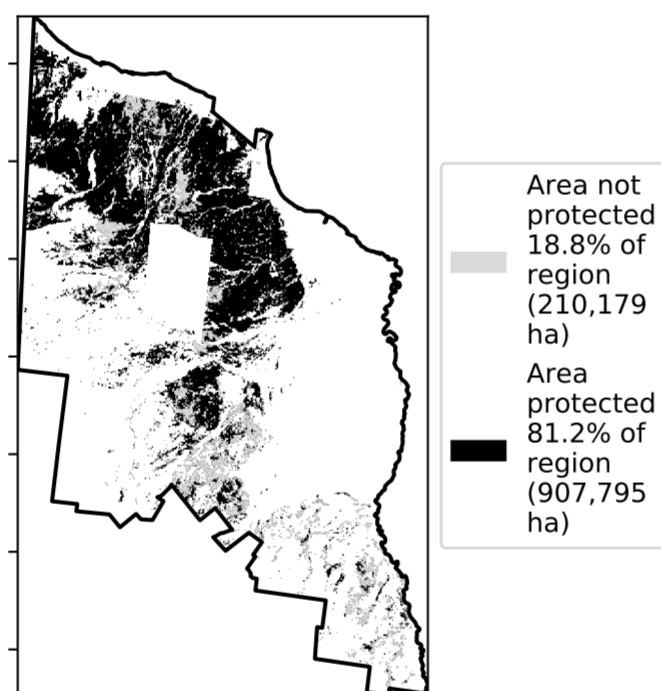 Area not
protected
18.8% of
region
(210,179
ha)
Area
protected
81.2% of
region
(907,795
ha)